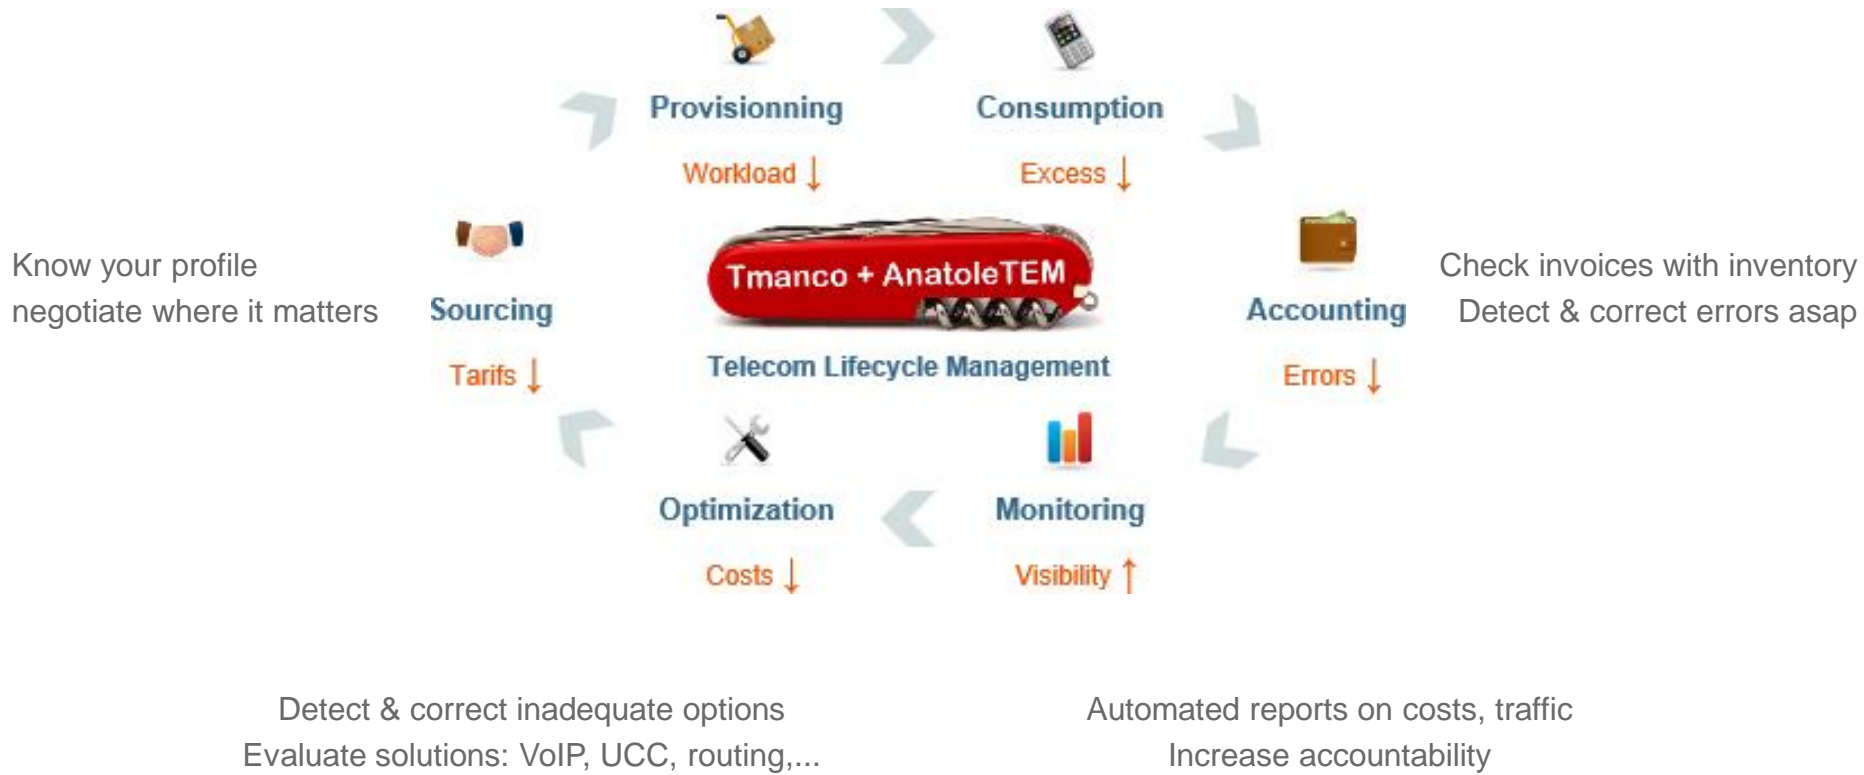 Provisionning
Consumption
Workload ↓
Excess ↓
Know your profile
negotiate where it matters
Sourcing
Tarifs ↓
Tmanco + AnatoleTEM
Telecom Lifecycle Management
Accounting
Errors ↓
Check invoices with inventory
Detect & correct errors asap
Optimization
Costs ↓
Monitoring
Visibility ↑
Detect & correct inadequate options
Evaluate solutions: VoIP, UCC, routing,...
Automated reports on costs, traffic
Increase accountability